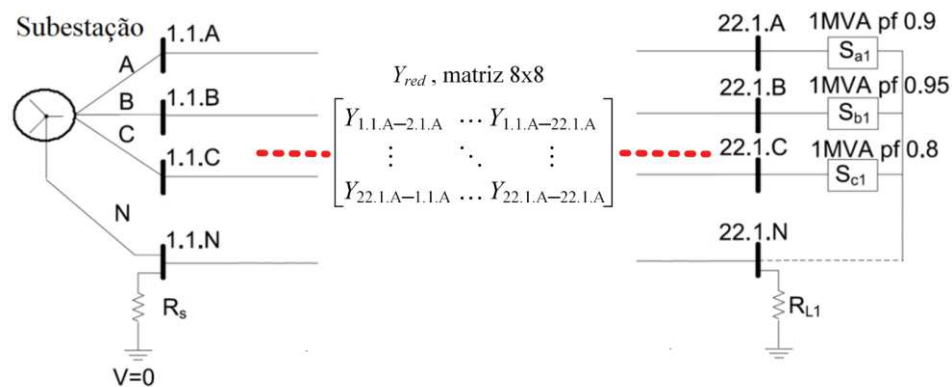 Subestação
1.1.A
22.1.A
1MVA pf 0.9
A
Y_red , matriz 8x8
S_a1
B
1.1.B
22.1.B
1MVA pf 0.95
Y_1.1.A–2.1.A ⋯ Y_1.1.A–22.1.A
S_b1
C
1.1.C
⋮ ⋱ ⋮
22.1.C
1MVA pf 0.8
Y_22.1.A–1.1.A … Y_22.1.A–22.1.A
S_c1
N
1.1.N
22.1.N
R_s
R_L1
V=0